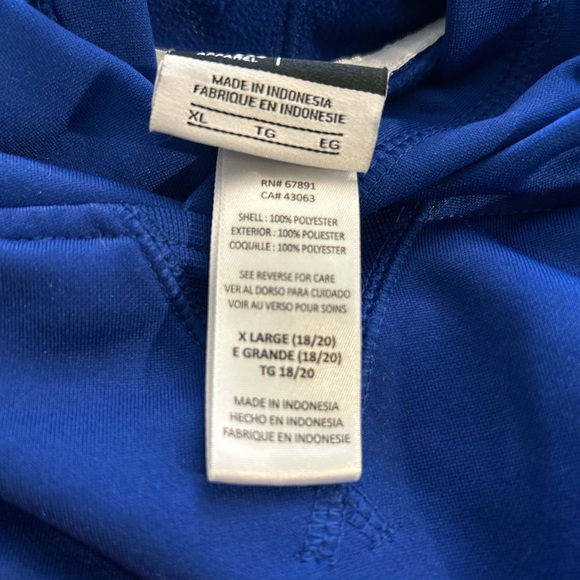 APPAREL
MADE IN INDONESIA
FABRIQUE EN INDONESIE
XL TG EG
RN# 67891
CA# 43063
SHELL : 100% POLYESTER
EXTERIOR : 100% POLIESTER
COQUILLE : 100% POLYESTER
SEE REVERSE FOR CARE
VER AL DORSO PARA CUIDADO
VOIR AU VERSO POUR SOINS
X LARGE (18/20)
E GRANDE (18/20)
TG 18/20
MADE IN INDONESIA
HECHO EN INDONESIA
FABRIQUE EN INDONESIE